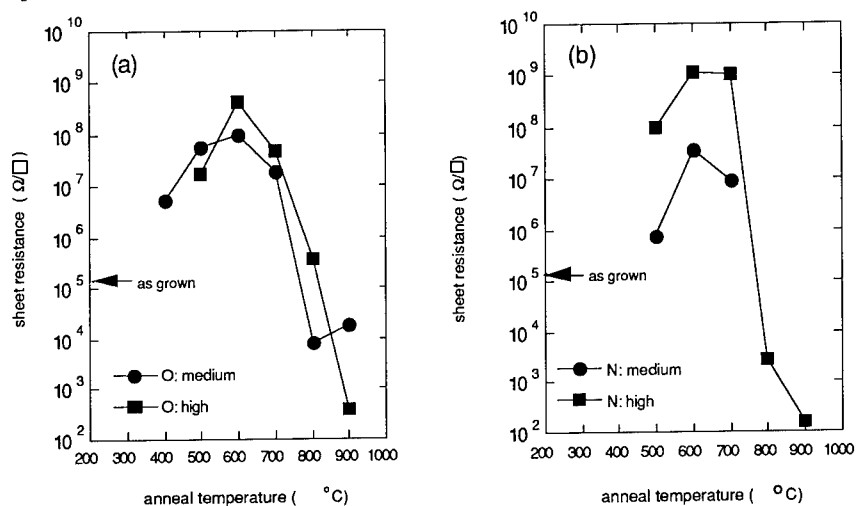 (a)
sheet resistance ( Ω/□)
10^10
10^9
10^8
10^7
10^6
10^5
10^4
10^3
10^2
as grown
O: medium
O: high
200 300 400 500 600 700 800 900 1000
anneal temperature ( °C)
(b)
sheet resistance ( Ω/□)
10^10
10^9
10^8
10^7
10^6
10^5
10^4
10^3
10^2
as grown
N: medium
N: high
200 300 400 500 600 700 800 900 1000
anneal temperature ( °C)